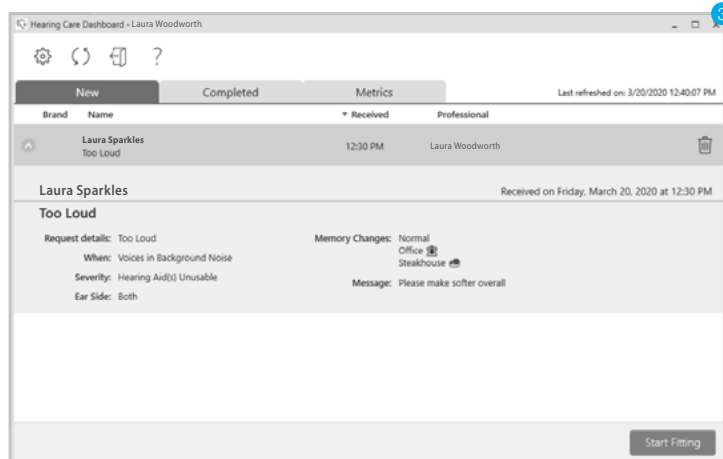 Hearing Care Dashboard - Laura Woodworth
3
?
New Completed Metrics Last refreshed on: 3/20/2020 12:40:07 PM
Brand Name Received Professional
Laura Sparkles
Too Loud 12:30 PM Laura Woodworth
Laura Sparkles Received on Friday, March 20, 2020 at 12:30 PM
Too Loud
Request details: Too Loud
When: Voices in Background Noise
Severity: Hearing Aid(s) Unusable
Ear Side: Both
Memory Changes: Normal
Office
Steakhouse
Message: Please make softer overall
Start Fitting